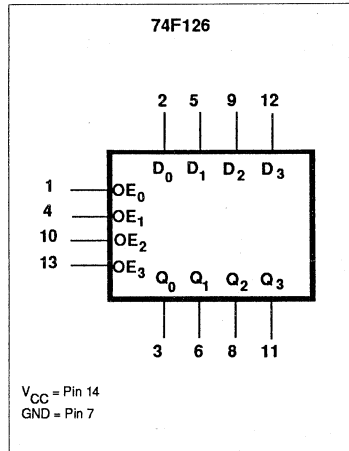 74F126
2 5 9 12
D0 D1 D2 D3
1 OE0
4 OE1
10 OE2
13 OE3
Q0 Q1 Q2 Q3
3 6 8 11
VCC = Pin 14
GND = Pin 7